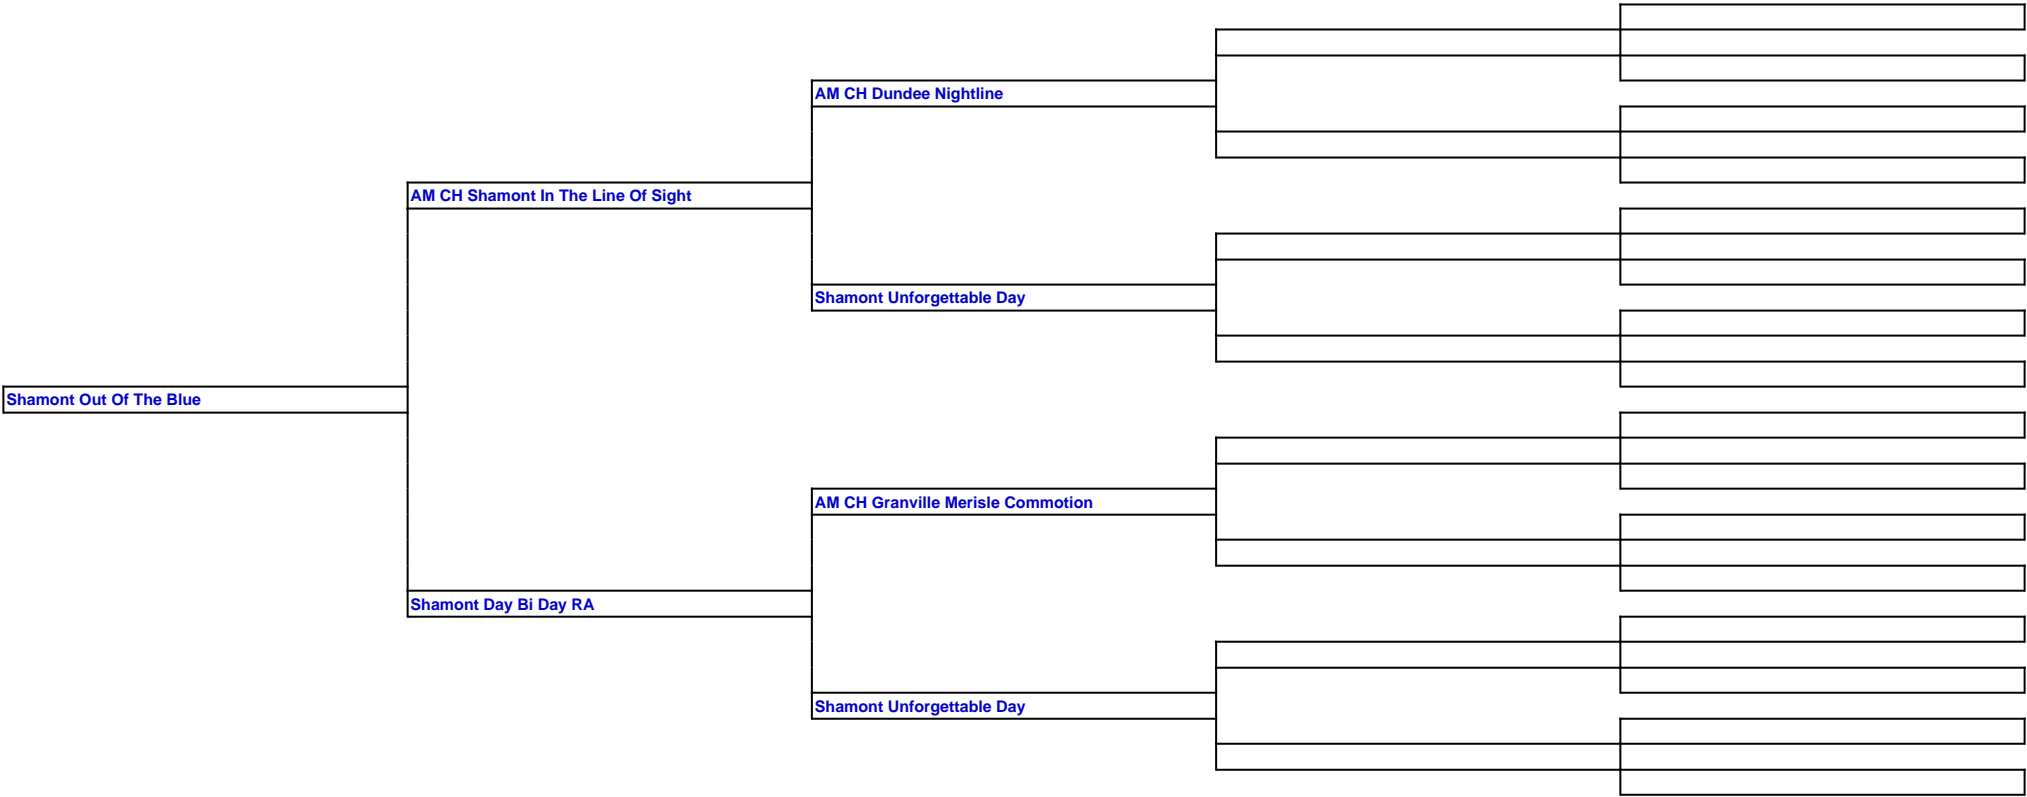 AM CH Dundee Nightline
AM CH Shamont In The Line Of Sight
Shamont Unforgettable Day
Shamont Out Of The Blue
AM CH Granville Merisle Commotion
Shamont Day Bi Day RA
Shamont Unforgettable Day